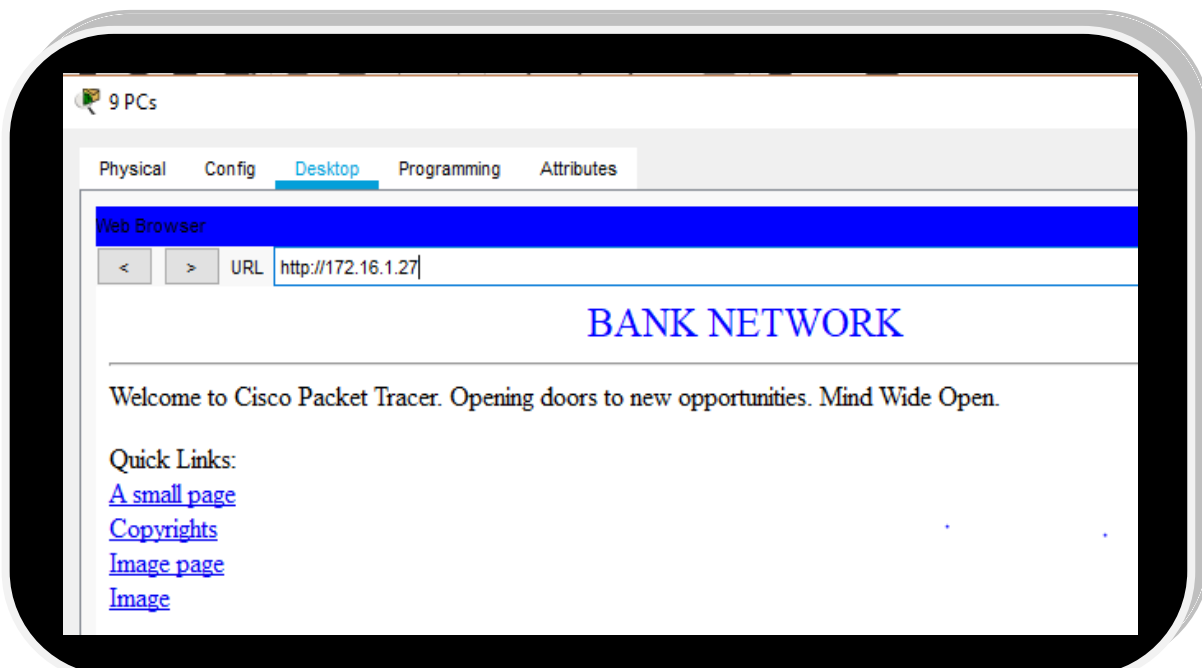 9 PCs
Physical Config Desktop Programming Attributes
Web Browser
< > URL http://172.16.1.27
BANK NETWORK
Welcome to Cisco Packet Tracer. Opening doors to new opportunities. Mind Wide Open.
Quick Links:
A small page
Copyrights
Image page
Image